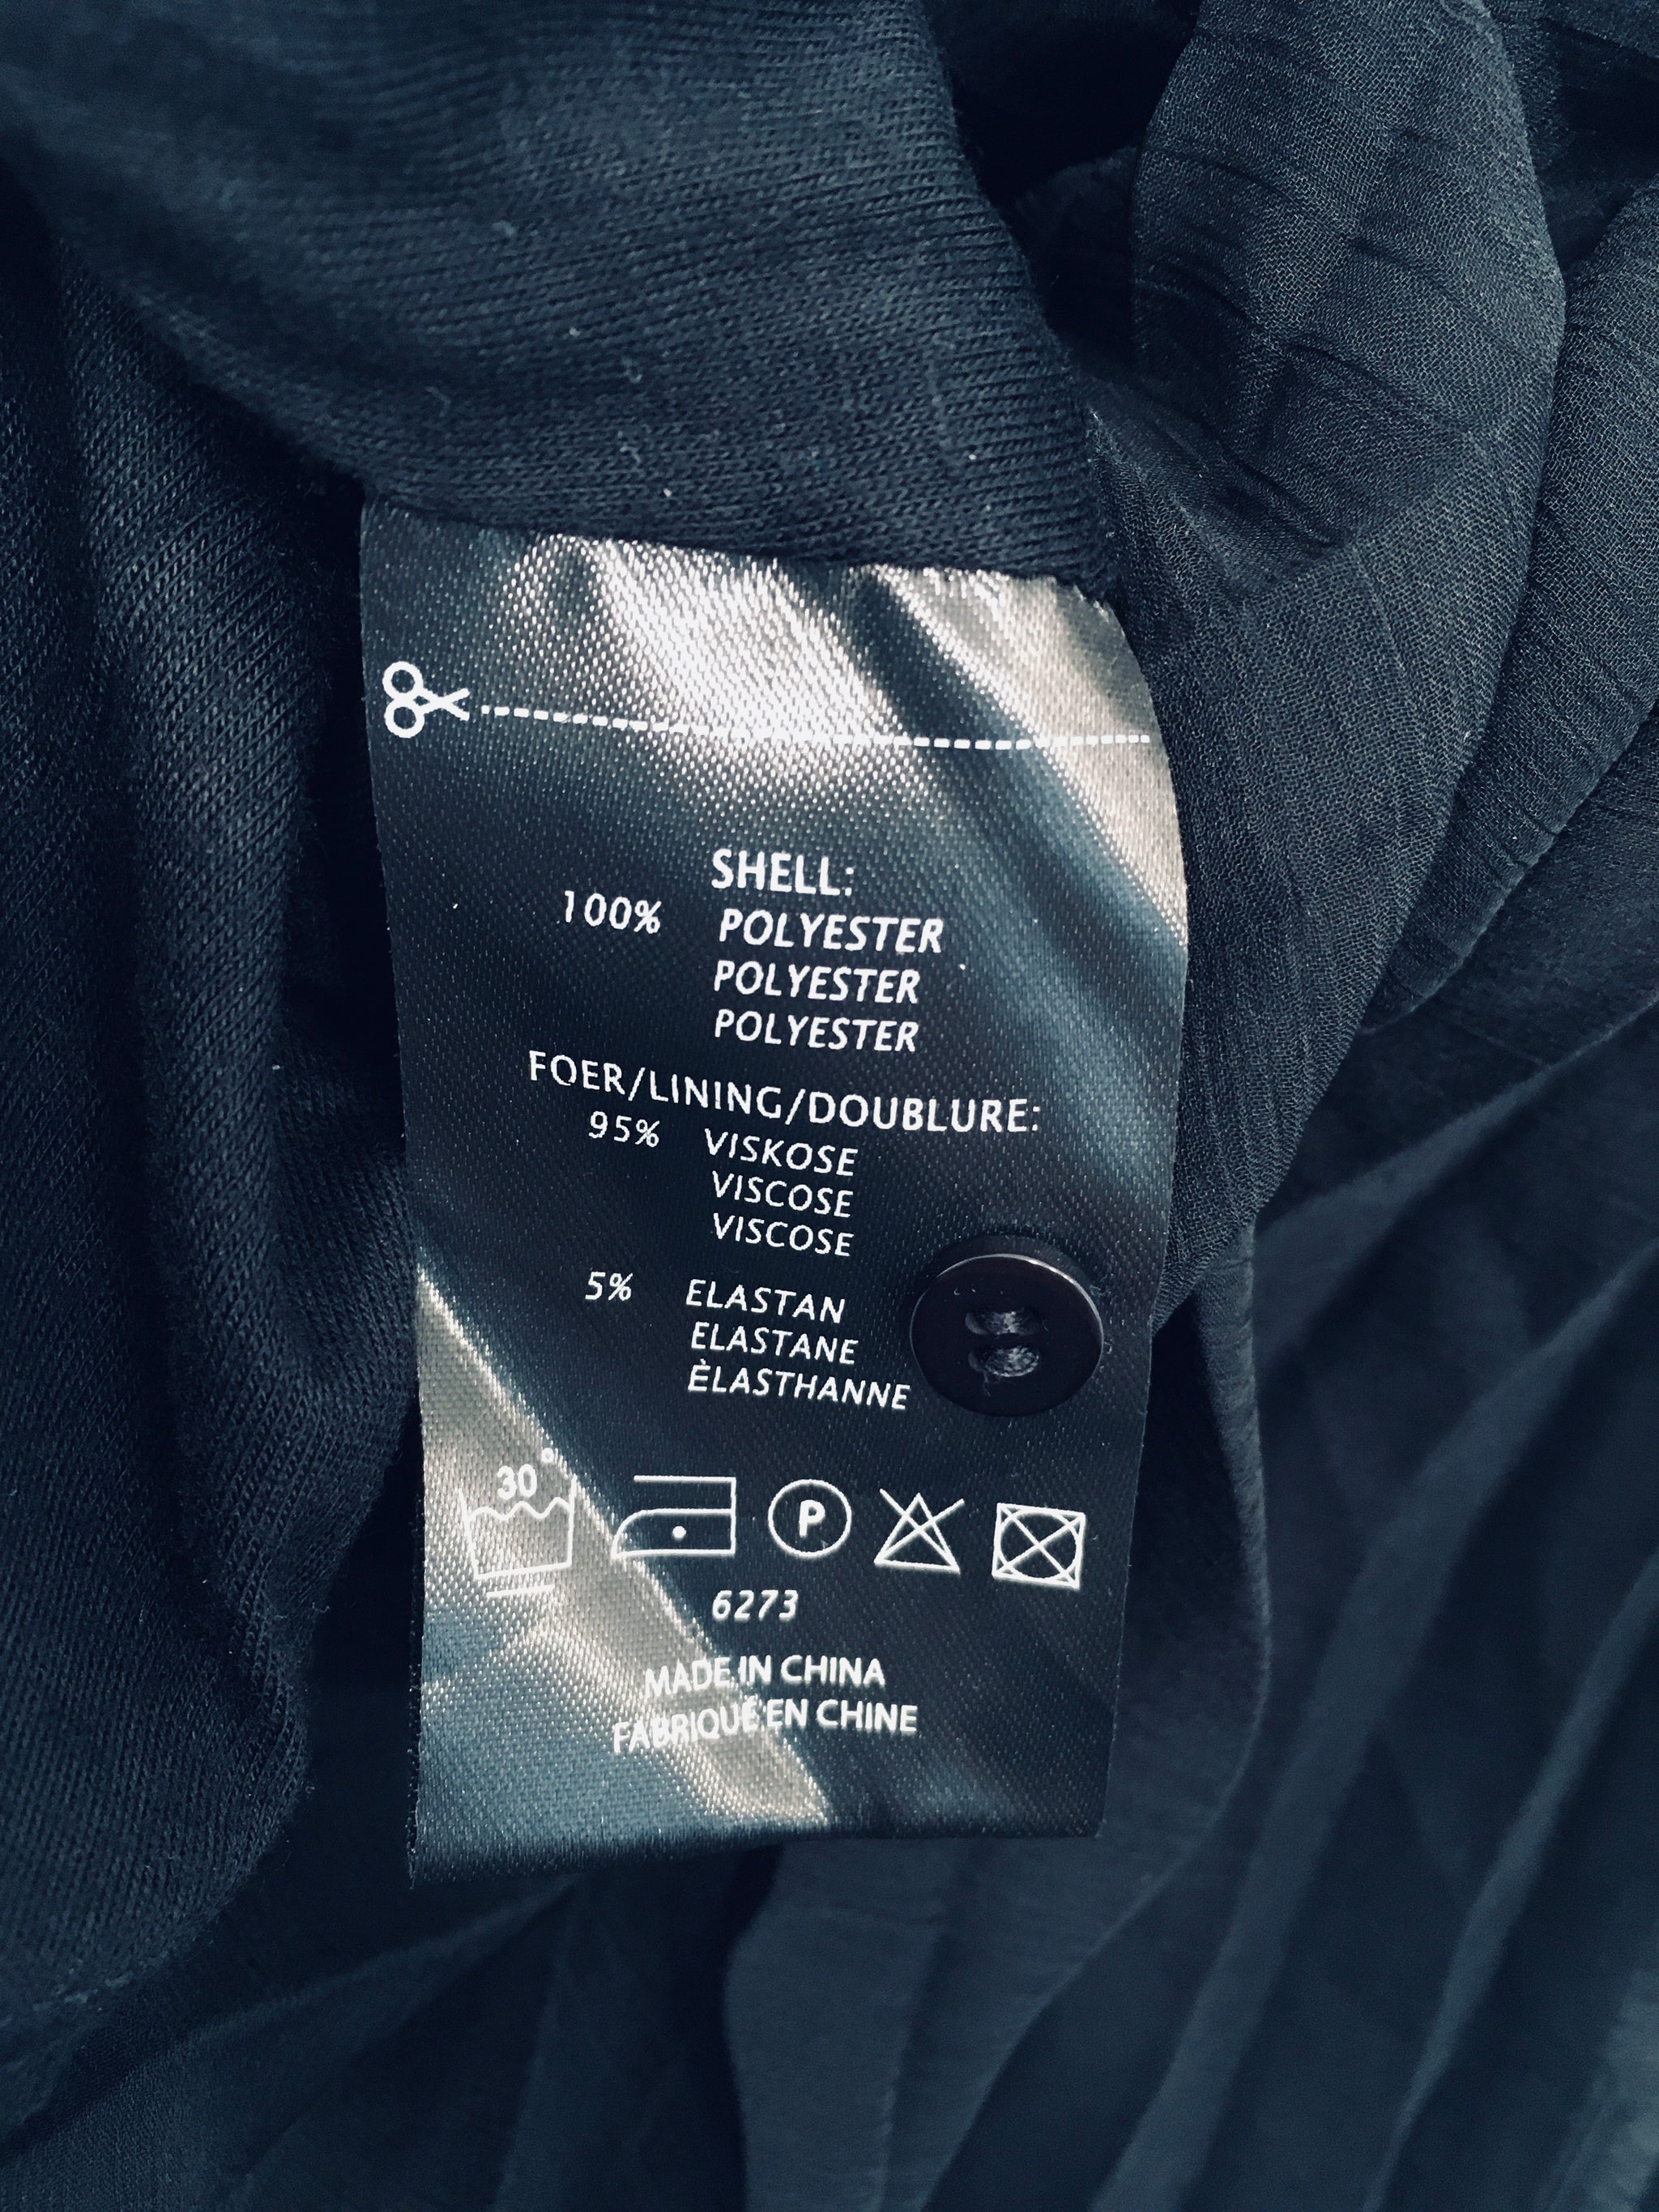 SHELL:
100% POLYESTER
POLYESTER
POLYESTER
FOER/LINING/DOUBLURE:
95% VISKOSE
VISCOSE
VISCOSE
5% ELASTAN
ELASTANE
ÈLASTHANNE
30°
P
6273
MADE IN CHINA
FABRIQUÉ EN CHINE